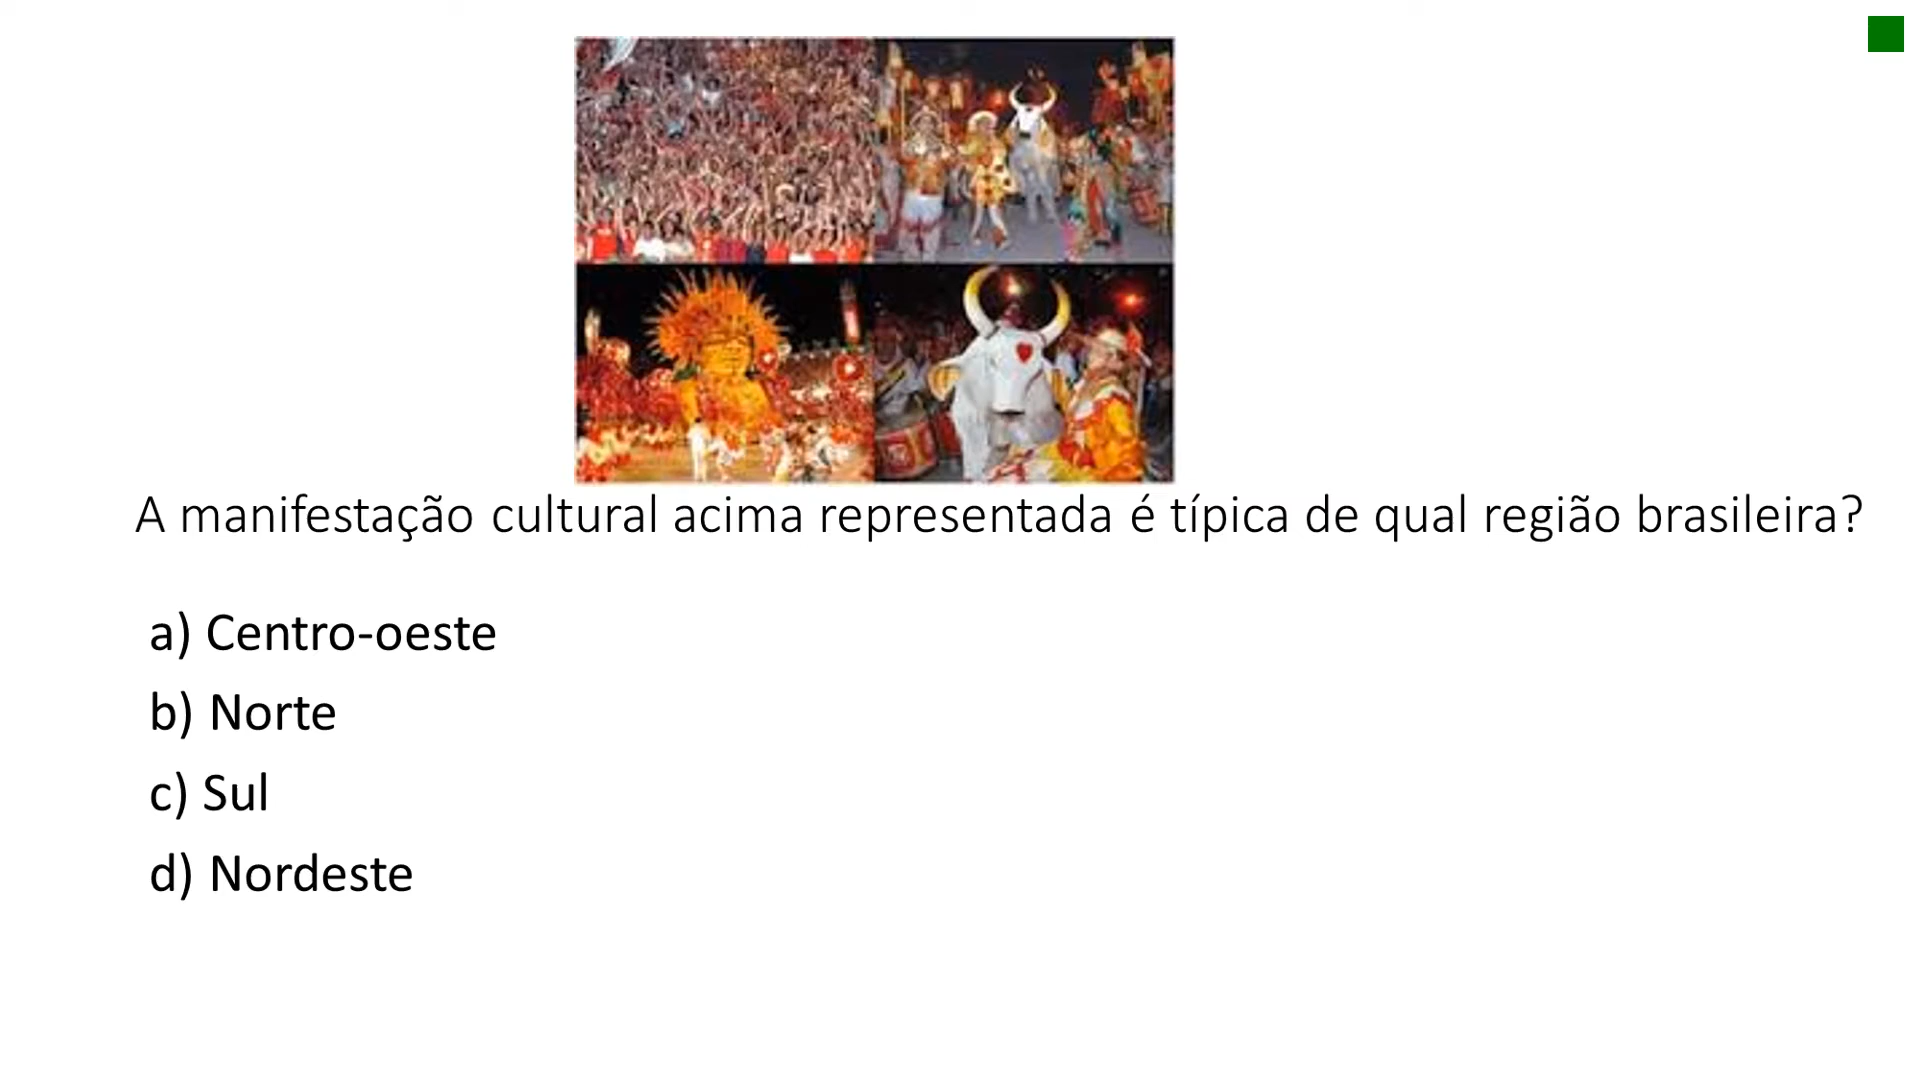 A manifestação cultural acima representada é típica de qual região brasileira?
a) Centro-oeste
b) Norte
c) Sul
d) Nordeste